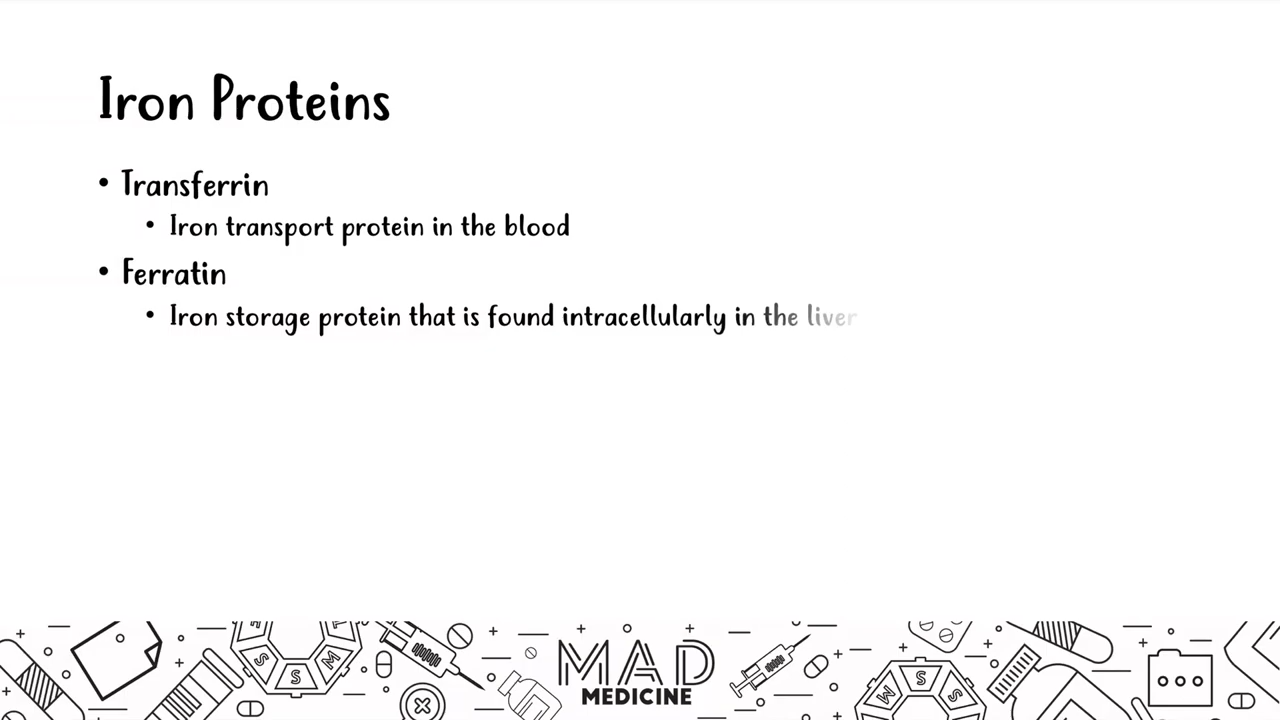 Iron Proteins
• Transferrin
• Iron transport protein in the blood
• Ferratin
• Iron storage protein that is found intracellularly in the liver
S S M
MAD
MEDICINE
M S S